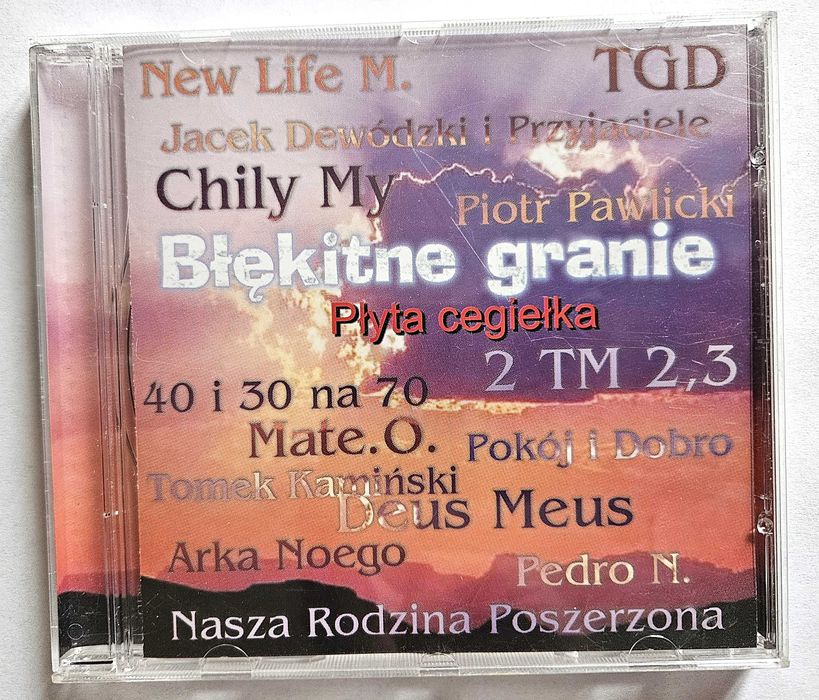 New Life M.
TGD
Jacek Dewódzki i Przyjaciele
Chily My
Piotr Pawlicki
Błękitne granie
Płyta cegiełka
2 TM 2,3
40 i 30 na 70
Mate.O.
Pokój i Dobro
Tomek Kamiński
Deus Meus
Arka Noego
Pedro N.
Nasza Rodzina Poszerzona